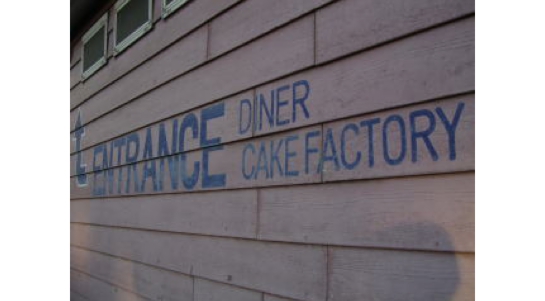 ENTRANCE
DINER
CAKE FACTORY